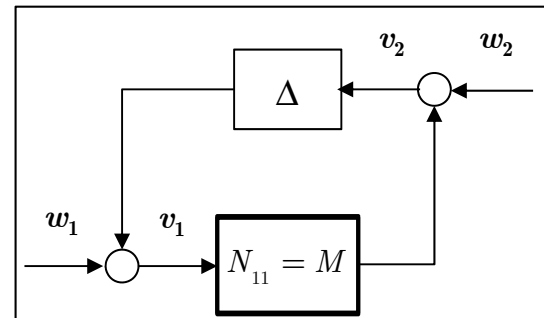 v₂ w₂
Δ
w₁ v₁
N₁₁ = M